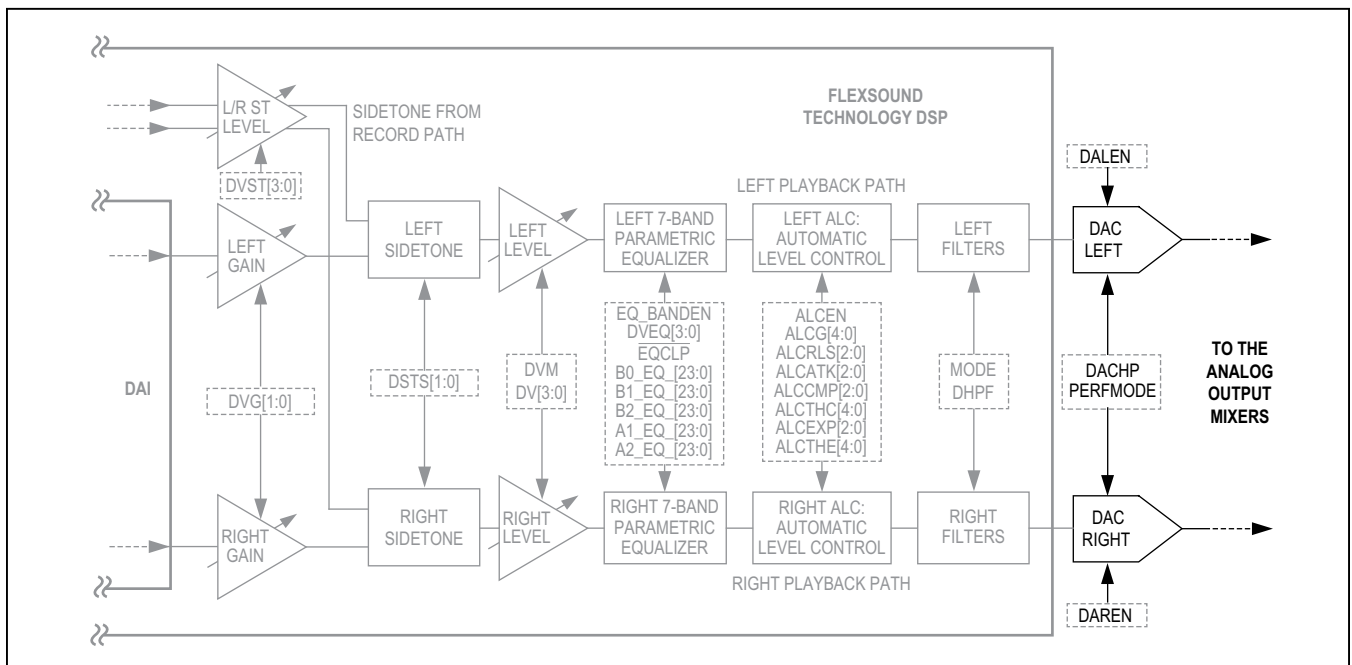 L/R ST
LEVEL
SIDETONE FROM
RECORD PATH
FLEXSOUND
TECHNOLOGY DSP
DVST[3:0]
DALEN
LEFT PLAYBACK PATH
DAI
LEFT
GAIN
LEFT
SIDETONE
LEFT
LEVEL
LEFT 7-BAND
PARAMETRIC
EQUALIZER
LEFT ALC:
AUTOMATIC
LEVEL CONTROL
LEFT
FILTERS
DAC
LEFT
DVG[1:0]
DSTS[1:0]
DVM
DV[3:0]
EQ_BANDEN
DVEQ[3:0]
EQCLP
B0_EQ_[23:0]
B1_EQ_[23:0]
B2_EQ_[23:0]
A1_EQ_[23:0]
A2_EQ_[23:0]
ALCEN
ALCG[4:0]
ALCRLS[2:0]
ALCATK[2:0]
ALCCMP[2:0]
ALCTHC[4:0]
ALCEXP[2:0]
ALCTHE[4:0]
MODE
DHPF
DACHP
PERFMODE
TO THE
ANALOG
OUTPUT
MIXERS
RIGHT
GAIN
RIGHT
SIDETONE
RIGHT
LEVEL
RIGHT 7-BAND
PARAMETRIC
EQUALIZER
RIGHT ALC:
AUTOMATIC
LEVEL CONTROL
RIGHT
FILTERS
DAC
RIGHT
RIGHT PLAYBACK PATH
DAREN